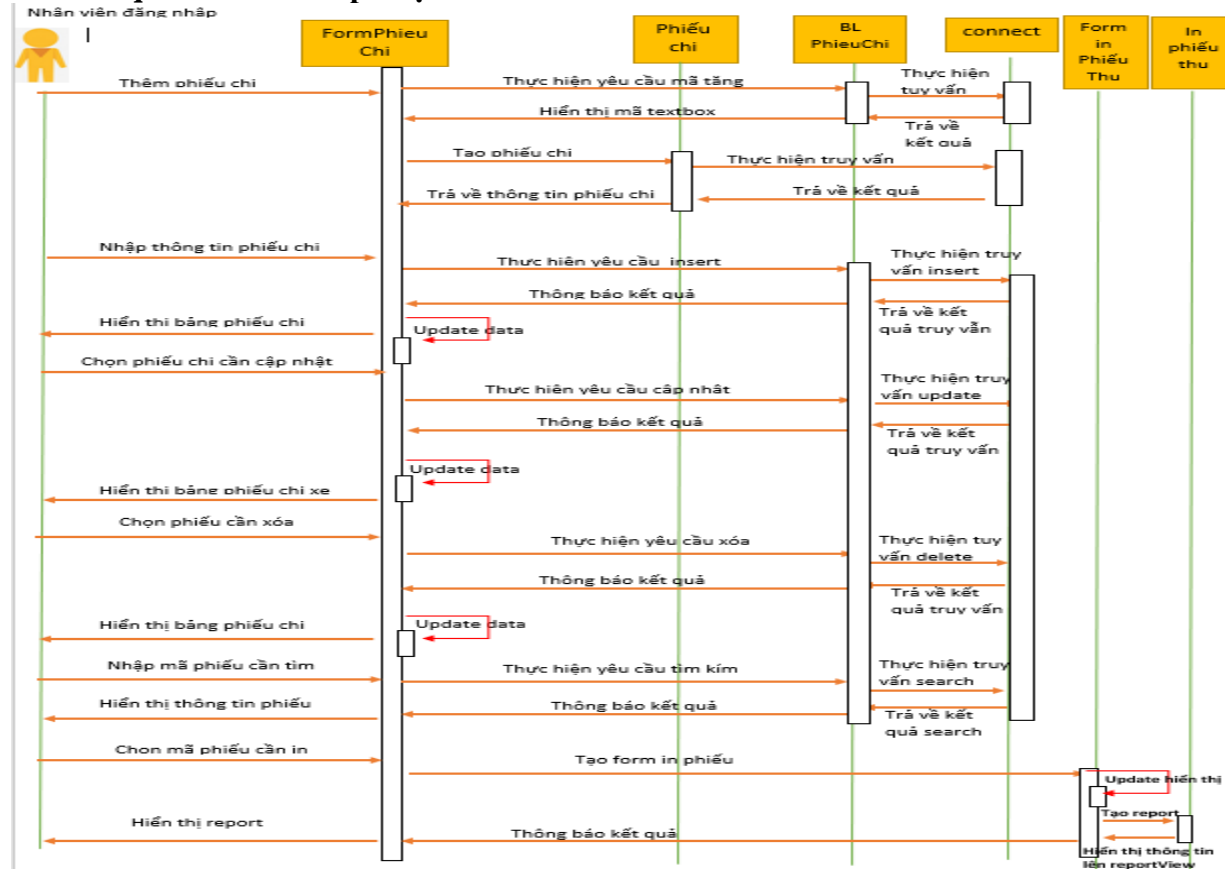 Nhân viên đăng nhập
FormPhieu
Chi
Phiếu
chi
BL
PhieuChi
connect
Form
in
Phiếu
Thu
In
phiếu
thu
Thêm phiếu chi
Thực hiện yêu cầu mã tăng
Thực hiện
tuy vấn
Hiển thị mã textbox
Trả về
kết quả
Tạo phiếu chi
Thực hiện truy vấn
Trả về thông tin phiếu chi
Trả về kết quả
Nhập thông tin phiếu chi
Thực hiện yêu cầu insert
Thực hiện truy
vấn insert
Thông báo kết quả
Trả về kết
quả truy vẫn
Hiển thị bảng phiếu chi
Update data
Chọn phiếu chi cần cập nhật
Thực hiện yêu cầu cập nhật
Thực hiện truy
vấn update
Thông báo kết quả
Trả về kết
quả truy vấn
Update data
Hiển thị bảng phiếu chi xe
Chọn phiếu cần xóa
Thực hiện yêu cầu xóa
Thực hiện tuy
vấn delete
Thông báo kết quả
Trả về kết
quả truy vấn
Hiển thị bảng phiếu chi
Update data
Nhập mã phiếu cần tìm
Thực hiện yêu cầu tìm kím
Thực hiện truy
vấn search
Hiển thị thông tin phiếu
Thông báo kết quả
Trả về kết
quả search
Chọn mã phiếu cần in
Tạo form in phiếu
Update hiển thị
Tạo report
Hiển thị report
Thông báo kết quả
Hiển thị thông tin
lên reportView